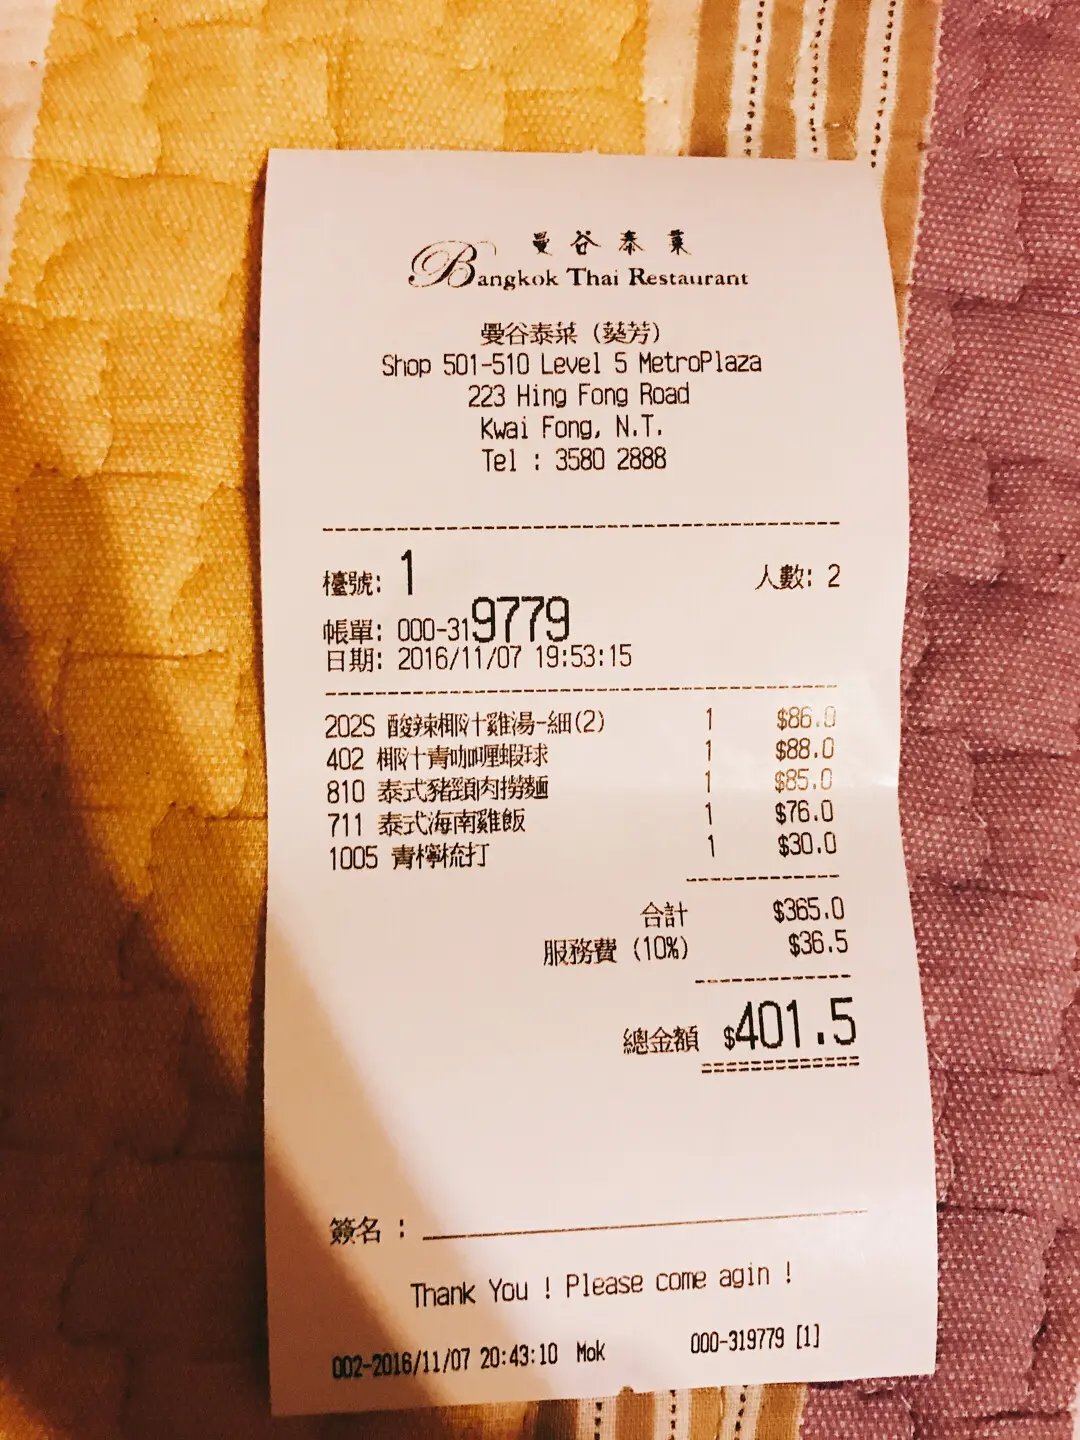 曼谷泰菜
Bangkok Thai Restaurant
曼谷泰菜 (葵芳)
Shop 501-510 Level 5 MetroPlaza
223 Hing Fong Road
Kwai Fong, N.T.
Tel : 3580 2888
檯號: 1 人數: 2
帳單: 000-319779
日期: 2016/11/07 19:53:15
202S 酸辣椰汁雞湯-細(2) 1 $86.0
402 椰汁青咖喱蝦球 1 $88.0
810 泰式豬頸肉撈麵 1 $85.0
711 泰式海南雞飯 1 $76.0
1005 青檸梳打 1 $30.0
合計 $365.0
服務費 (10%) $36.5
總金額 $401.5
簽名 :
Thank You ! Please come agin !
002-2016/11/07 20:43:10 Mok 000-319779 [1]